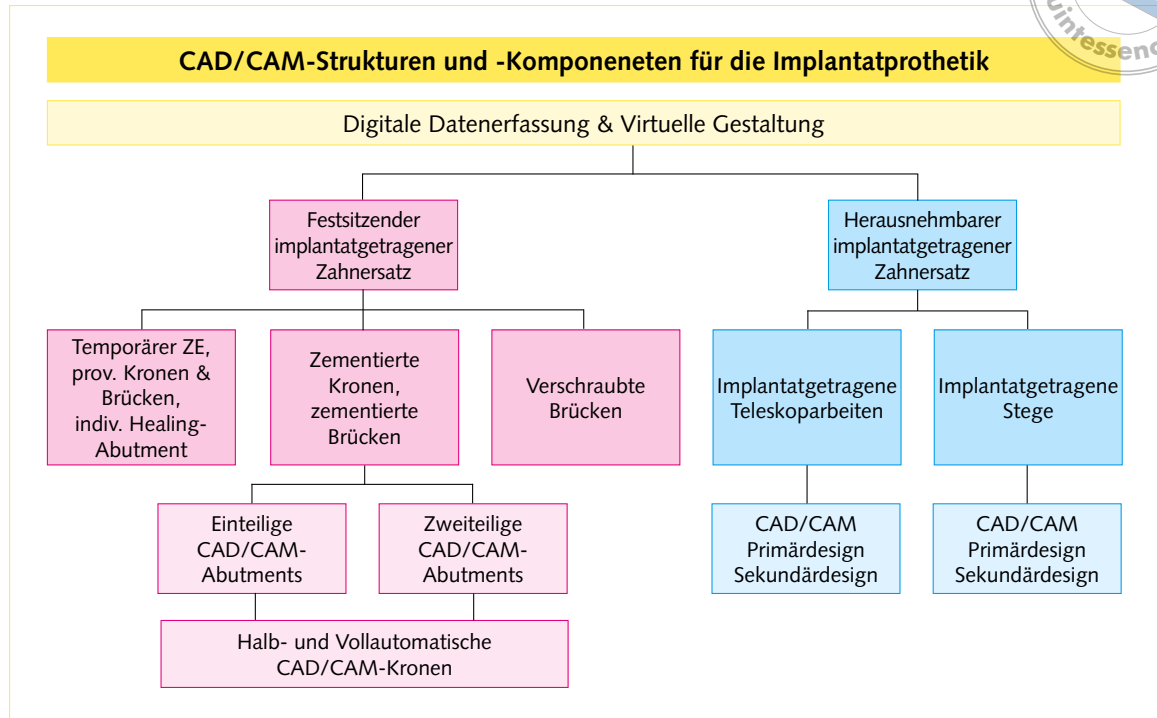 CAD/CAM-Strukturen und -Komponeneten für die Implantatprothetik
Digitale Datenerfassung & Virtuelle Gestaltung
Festsitzender
implantatgetragener
Zahnersatz
Herausnehmbarer
implantatgetragener
Zahnersatz
Temporärer ZE,
prov. Kronen &
Brücken,
indiv. Healing-
Abutment
Zementierte
Kronen,
zementierte
Brücken
Verschraubte
Brücken
Implantatgetragene
Teleskoparbeiten
Implantatgetragene
Stege
Einteilige
CAD/CAM-
Abutments
Zweiteilige
CAD/CAM-
Abutments
CAD/CAM
Primärdesign
Sekundärdesign
CAD/CAM
Primärdesign
Sekundärdesign
Halb- und Vollautomatische
CAD/CAM-Kronen